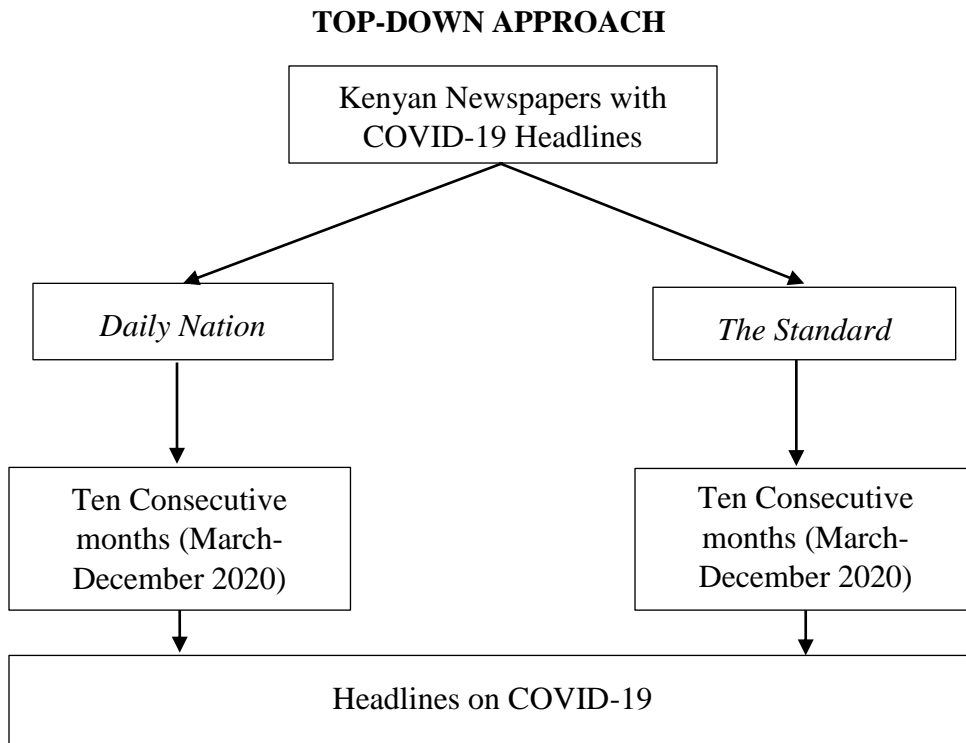 TOP-DOWN APPROACH
Kenyan Newspapers with
COVID-19 Headlines
Daily Nation
The Standard
Ten Consecutive
months (March-
December 2020)
Ten Consecutive
months (March-
December 2020)
Headlines on COVID-19